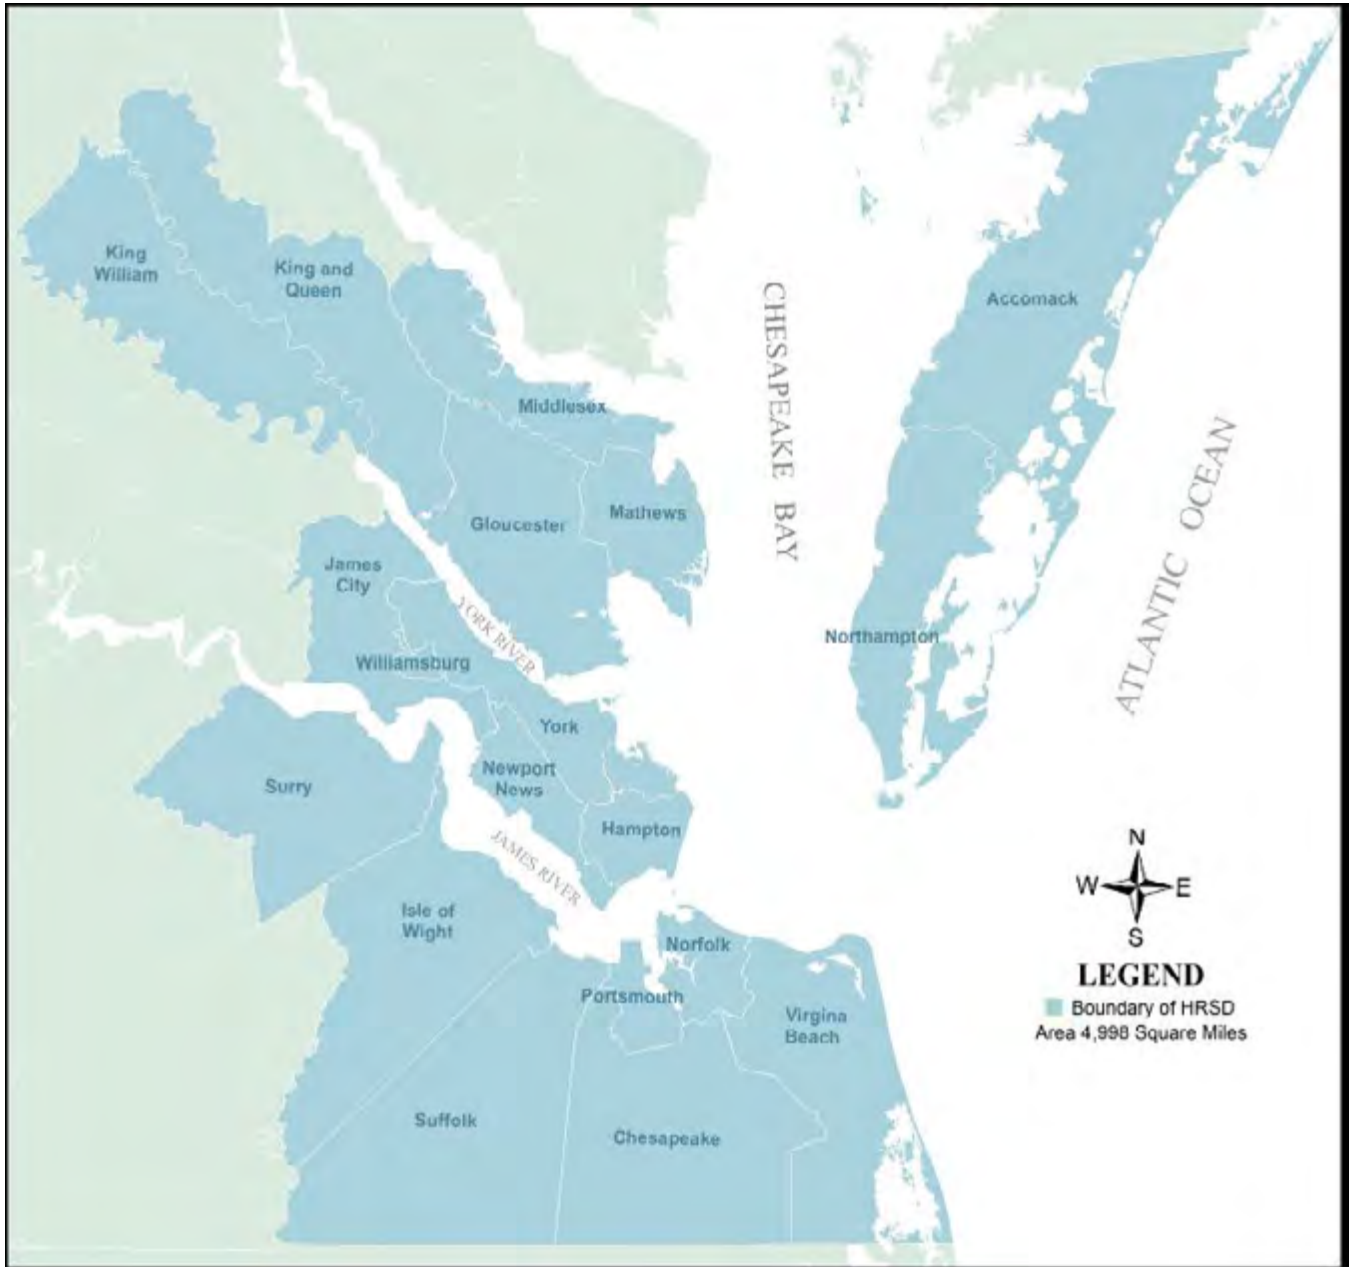 King
William
King and
Queen
Accomack
CHESAPEAKE BAY
Middlesex
ATLANTIC OCEAN
Mathews
Gloucester
James
City
YORK RIVER
Northampton
Williamsburg
York
Newport
News
Surry
Hampton
JAMES RIVER
N
W
E
S
Isle of
Wight
Norfolk
LEGEND
Portsmouth
Boundary of HRSD
Virgina
Beach
Area 4,998 Square Miles
Suffolk
Chesapeake